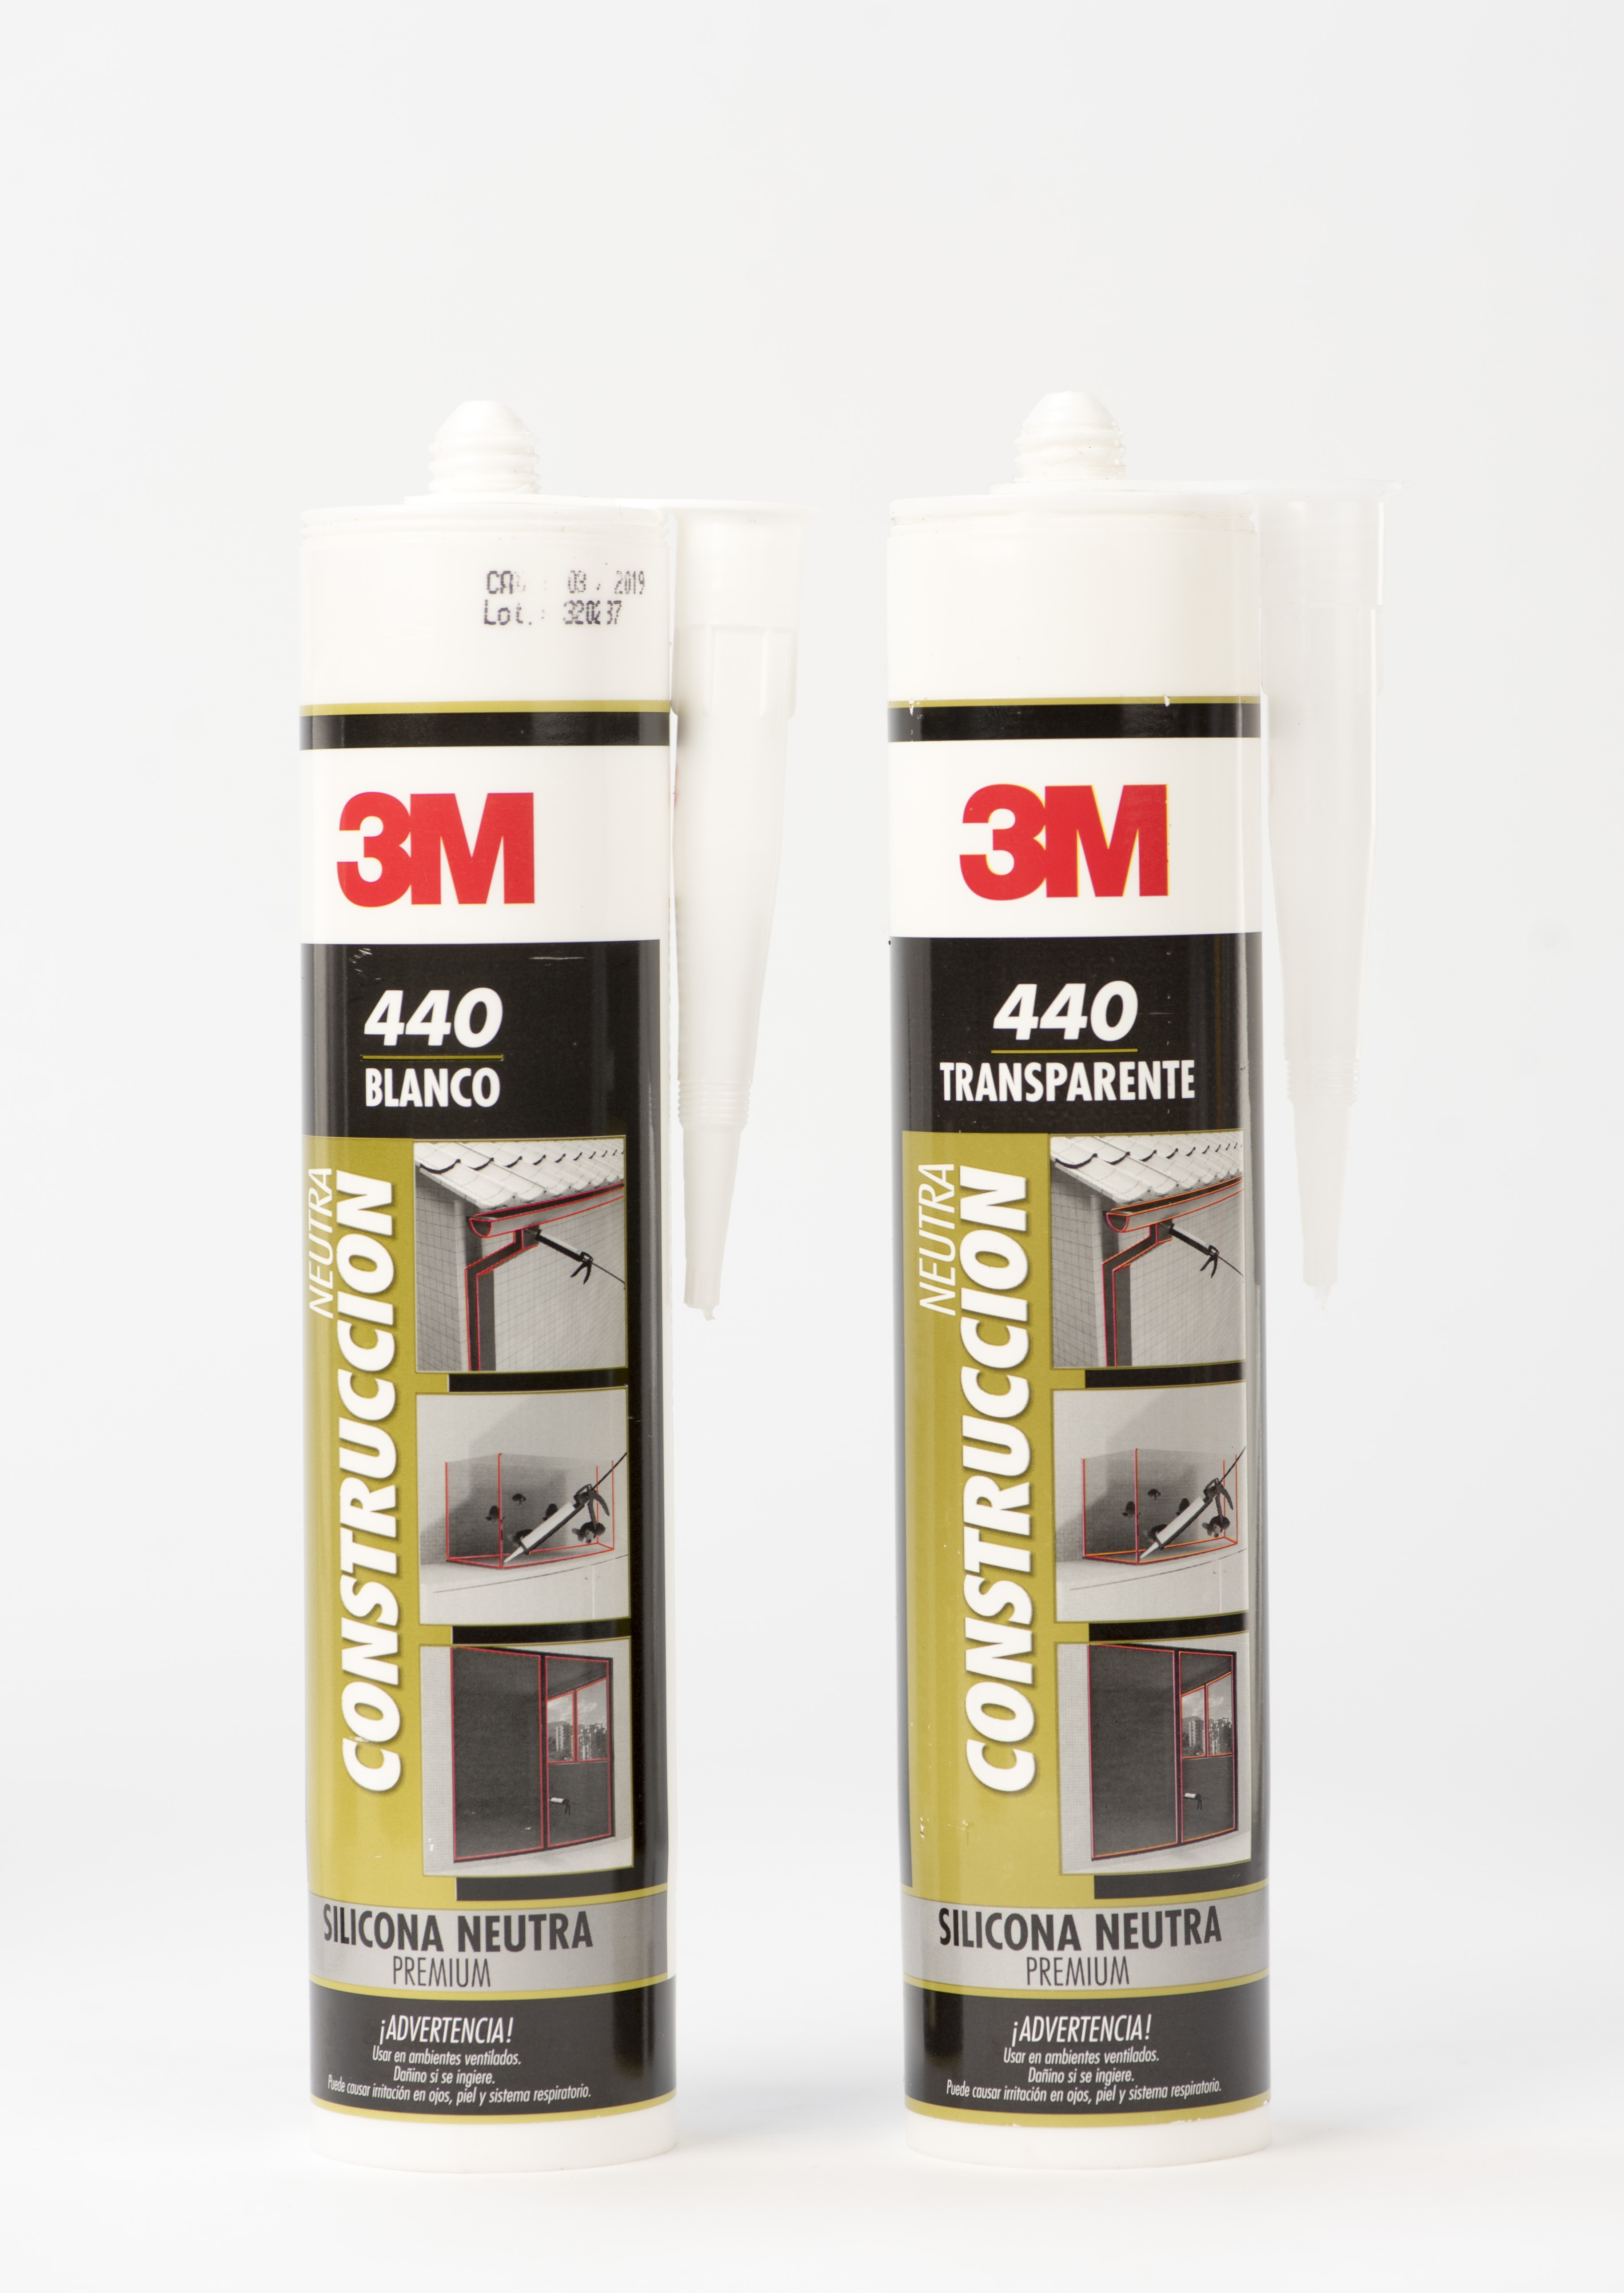 03 . 2019
Lot.:
3M
440
BLANCO
NEUTRA
CONSTRUCCION
SILICONA NEUTRA
PREMIUM
¡ADVERTENCIA!
Usar en ambientes ventilados.
Dañino si se ingiere.
Puede causar irritación en ojos, piel y sistema respiratorio.
3M
440
TRANSPARENTE
NEUTRA
CONSTRUCCION
SILICONA NEUTRA
PREMIUM
¡ADVERTENCIA!
Usar en ambientes ventilados.
Dañino si se ingiere.
Puede causar irritación en ojos, piel y sistema respiratorio.